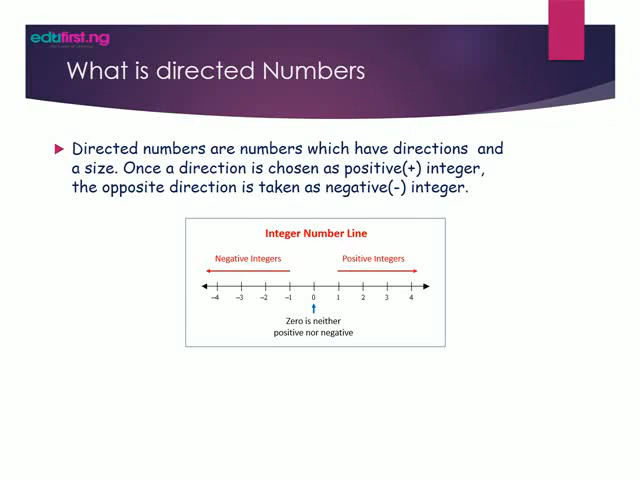 edufirst.ng
What is directed Numbers
Directed numbers are numbers which have directions and
a size. Once a direction is chosen as positive(+) integer,
the opposite direction is taken as negative(-) integer.
Integer Number Line
Negative Integers Positive Integers
–4 –3 –2 –1 0 1 2 3 4
Zero is neither
positive nor negative